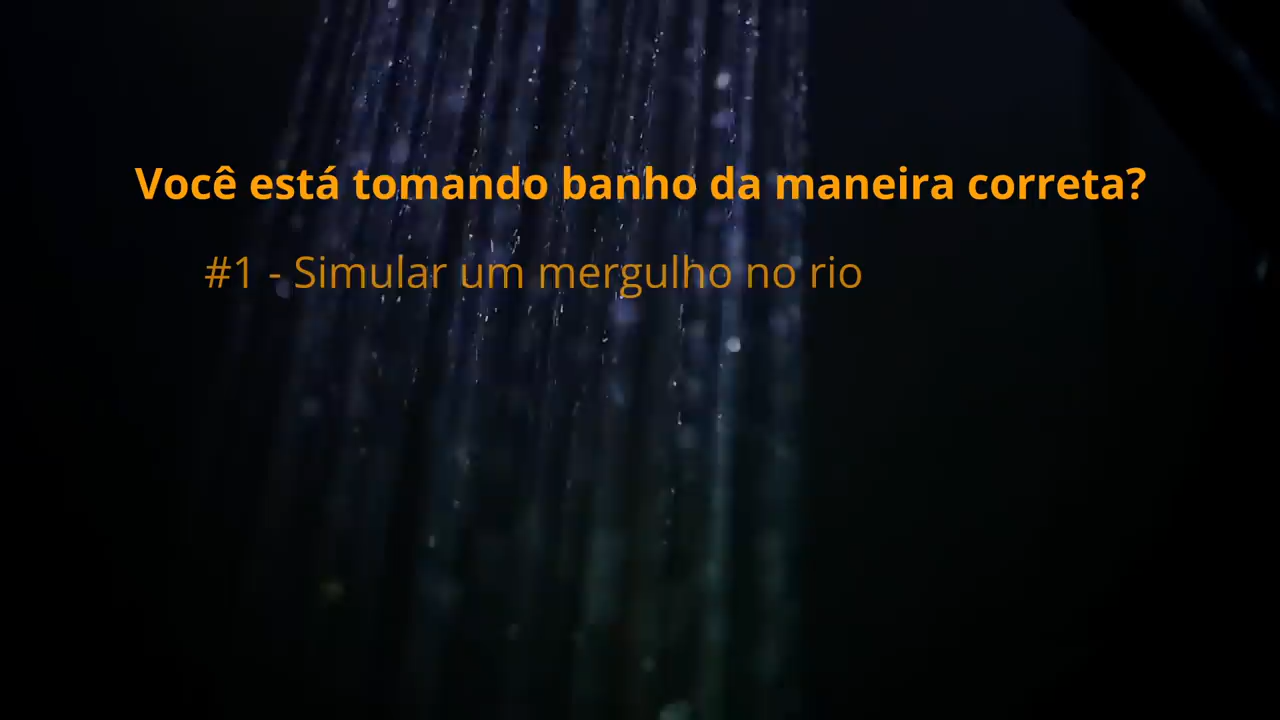 Você está tomando banho da maneira correta?
#1 - Simular um mergulho no rio